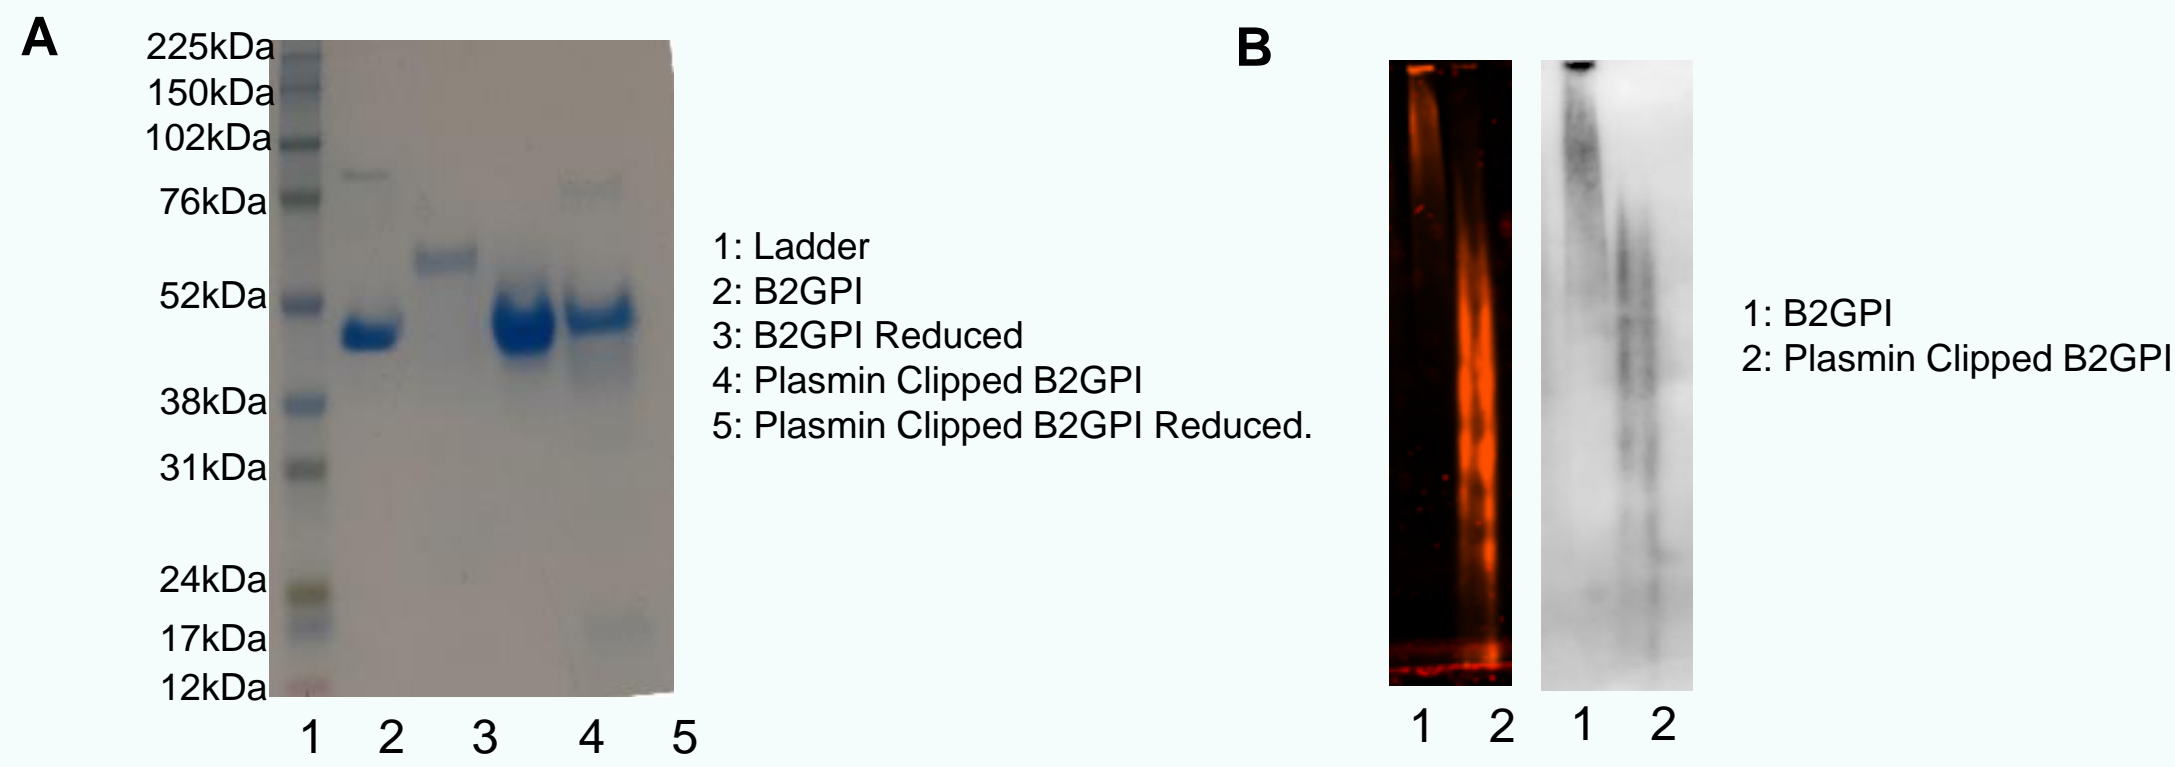 A
225kDa
150kDa
102kDa
76kDa
52kDa
38kDa
31kDa
24kDa
17kDa
12kDa
1 2 3 4 5
1: Ladder
2: B2GPI
3: B2GPI Reduced
4: Plasmin Clipped B2GPI
5: Plasmin Clipped B2GPI Reduced.
B
1 2 1 2
1: B2GPI
2: Plasmin Clipped B2GPI